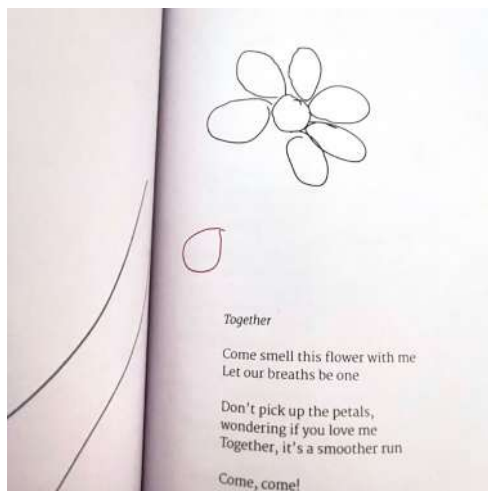 Together
Come smell this flower with me
Let our breaths be one
Don't pick up the petals,
wondering if you love me
Together, it's a smoother run
Come, come!